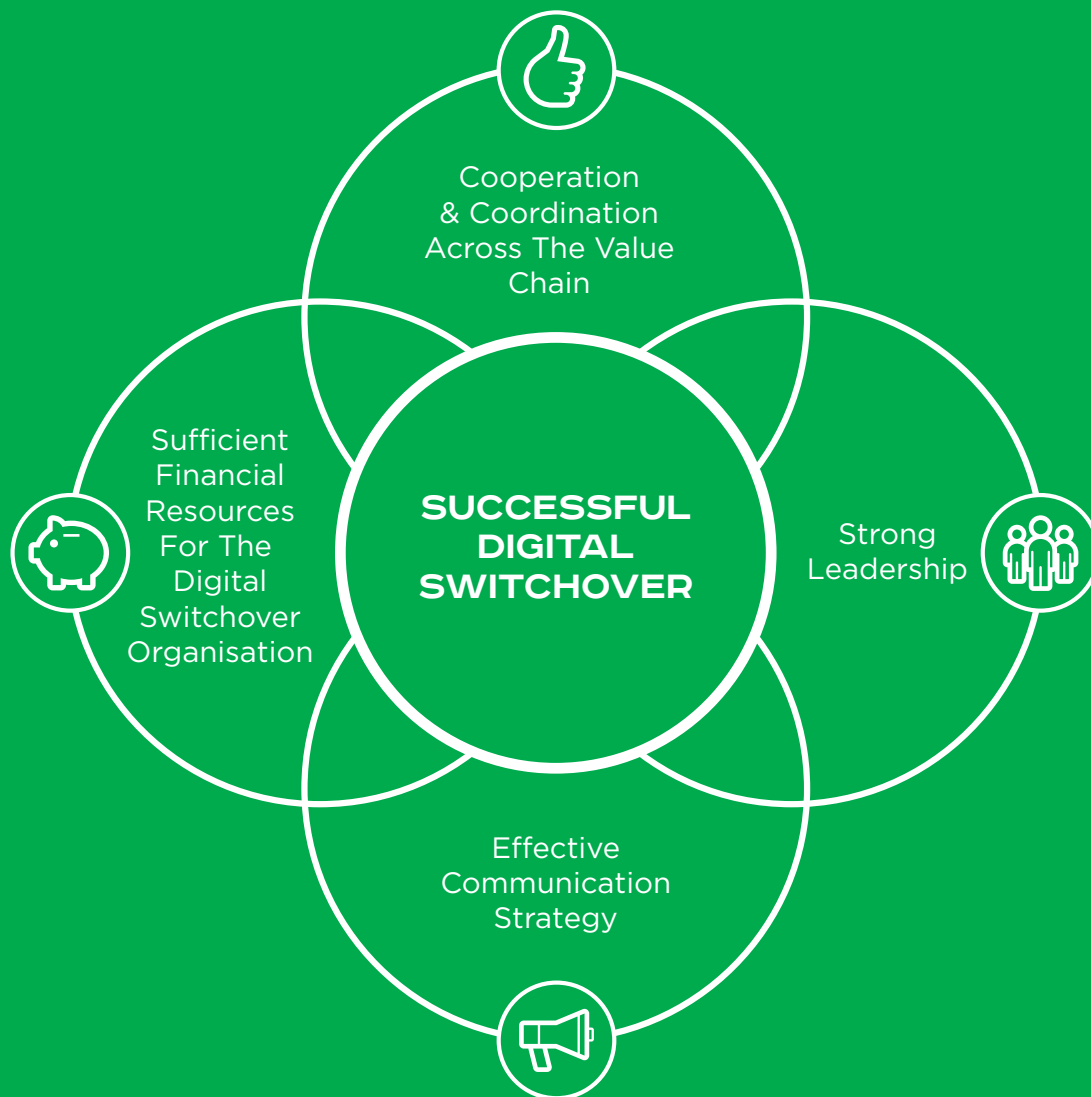 Cooperation
& Coordination
Across The Value
Chain
Sufficient
Financial
Resources
For The
Digital
Switchover
Organisation
SUCCESSFUL
DIGITAL
SWITCHOVER
Strong
Leadership
Effective
Communication
Strategy